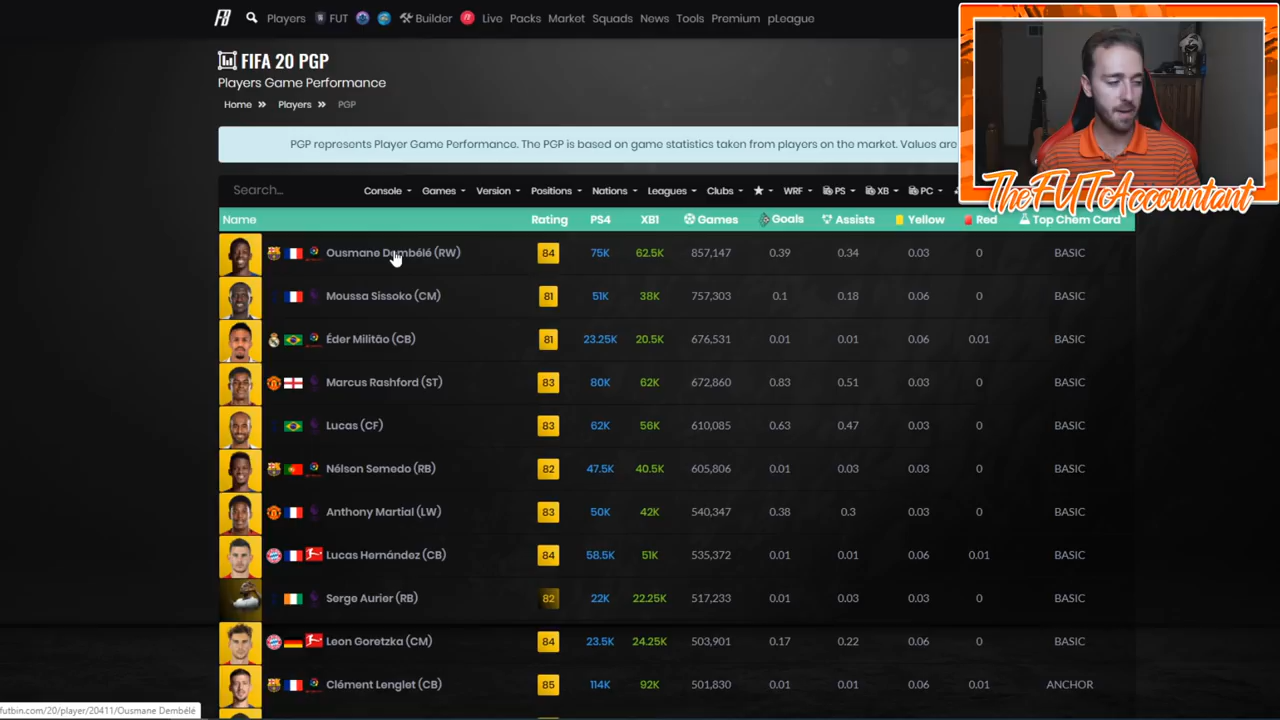 FB Players FUT Builder Live Packs Market Squads News Tools Premium pLeague
FIFA 20 PGP
Players Game Performance
Home » Players » PGP
PGP represents Player Game Performance. The PGP is based on game statistics taken from players on the market. Values are
Search... Console Games Version Positions Nations Leagues Clubs WRF PS XB PC
TheFUTAccountant
Name Rating PS4 XB1 Games Goals Assists Yellow Red Top Chem Card
Ousmane Dembélé (RW) 84 75K 62.5K 857,147 0.39 0.34 0.03 0 BASIC
Moussa Sissoko (CM) 81 51K 38K 757,303 0.1 0.18 0.06 0 BASIC
Éder Militão (CB) 81 23.25K 20.5K 676,531 0.01 0.01 0.06 0.01 BASIC
Marcus Rashford (ST) 83 80K 62K 672,860 0.83 0.51 0.03 0 BASIC
Lucas (CF) 83 62K 56K 610,085 0.63 0.47 0.03 0 BASIC
Nélson Semedo (RB) 82 47.5K 40.5K 605,806 0.01 0.03 0.03 0 BASIC
Anthony Martial (LW) 83 50K 42K 540,347 0.38 0.3 0.03 0 BASIC
Lucas Hernández (CB) 84 58.5K 51K 535,372 0.01 0.01 0.06 0.01 BASIC
Serge Aurier (RB) 82 22K 22.25K 517,233 0.01 0.03 0.03 0 BASIC
Leon Goretzka (CM) 84 23.5K 24.25K 503,901 0.17 0.22 0.06 0 BASIC
Clément Lenglet (CB) 85 114K 92K 501,830 0.01 0.01 0.06 0.01 ANCHOR
futbin.com/20/player/20411/Ousmane Dembélé